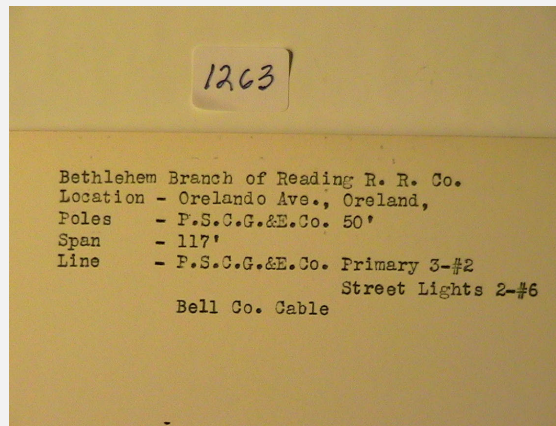 1263
Bethlehem Branch of Reading R. R. Co.
Location - Orelando Ave., Oreland,
Poles - P.S.C.G.&E.Co. 50'
Span - 117'
Line - P.S.C.G.&E.Co. Primary 3-#2
Street Lights 2-#6
Bell Co. Cable